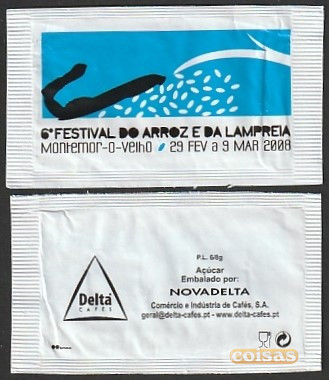 6º FESTIVAL DO ARROZ E DA LAMPREIA
MONTEMOR-O-VELHO 29 FEV A 9 MAR 2008
P.L. 6/8g
Açúcar
Embalado por:
NOVADELTA
Comércio e Indústria de Cafés, S.A.
geral@delta-cafes.pt - www.delta-cafes.pt
Delta
CAFÉS
coisas